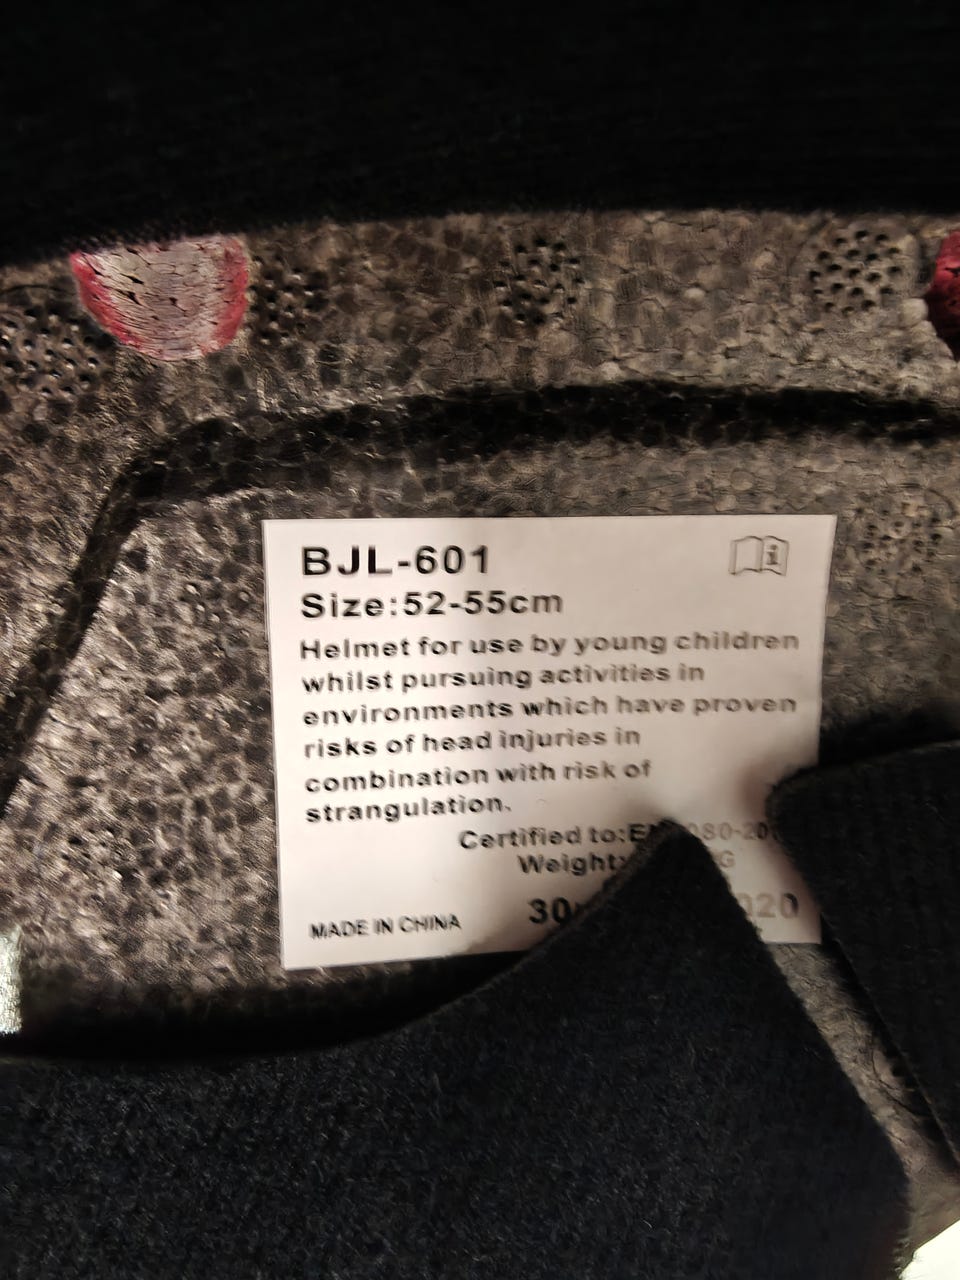 BJL-601
Size:52-55cm
Helmet for use by young children
whilst pursuing activities in
environments which have proven
risks of head injuries in
combination with risk of
strangulation.
Certified to:
Weight:
MADE IN CHINA